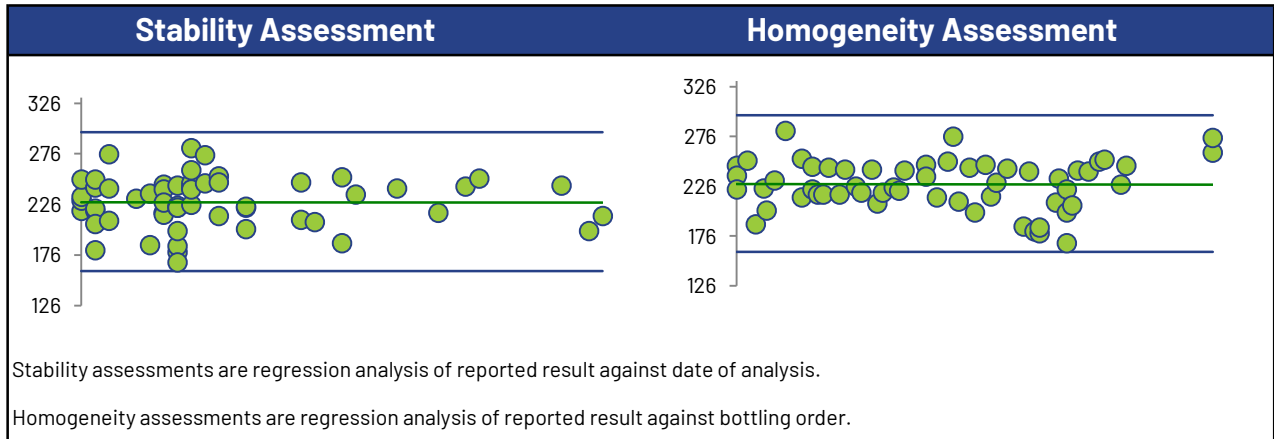 Stability Assessment
Homogeneity Assessment
326
276
226
176
126
326
276
226
176
126
Stability assessments are regression analysis of reported result against date of analysis.
Homogeneity assessments are regression analysis of reported result against bottling order.